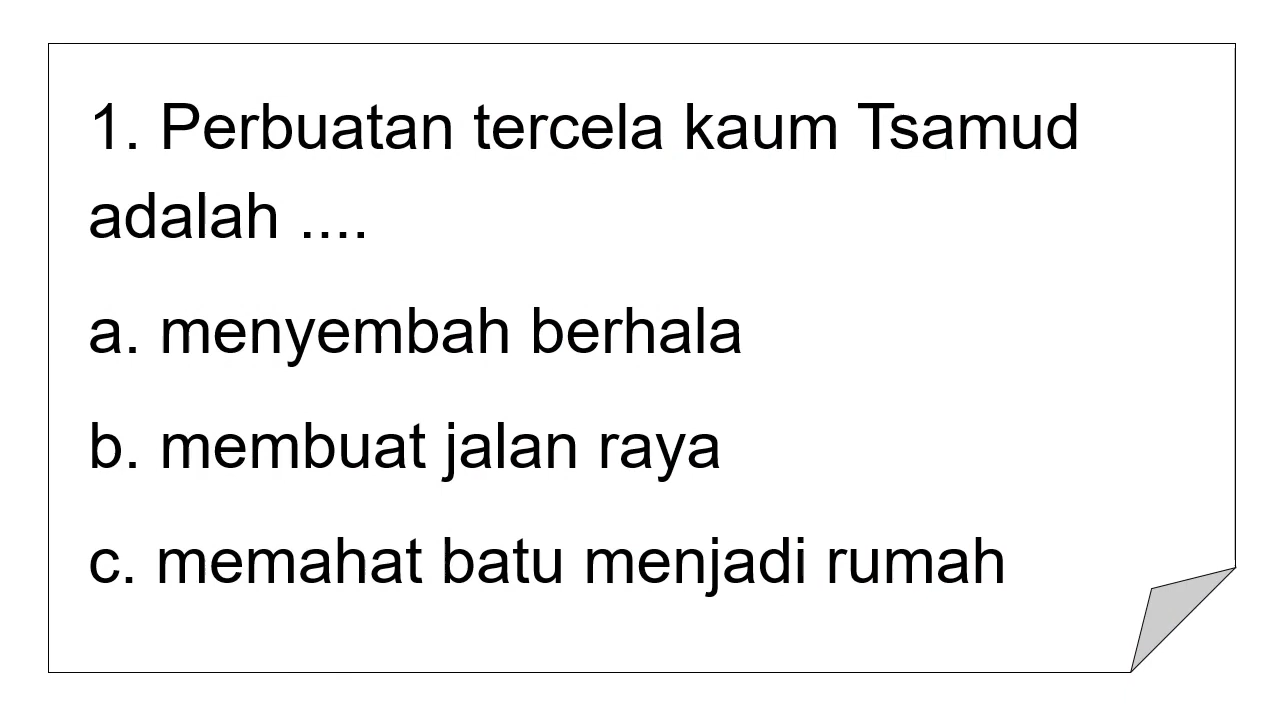 1. Perbuatan tercela kaum Tsamud
adalah ....
a. menyembah berhala
b. membuat jalan raya
c. memahat batu menjadi rumah